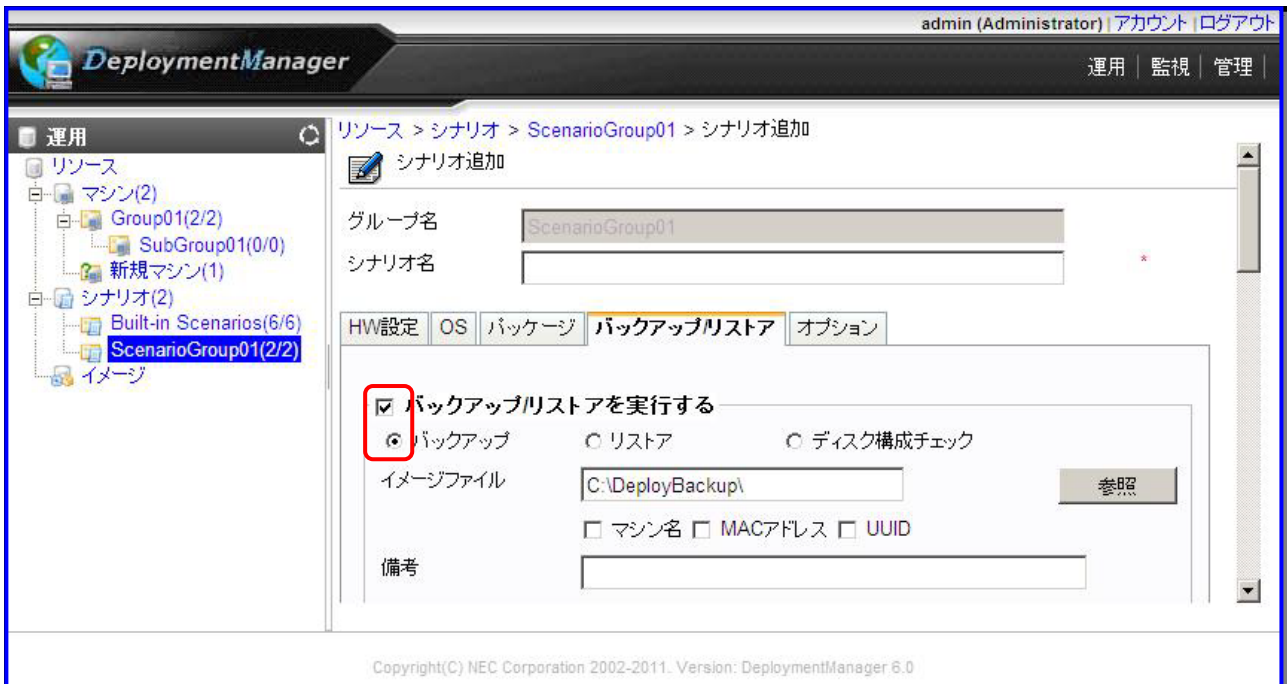 admin (Administrator) | アカウント | ログアウト
DeploymentManager
運用 | 監視 | 管理 |
運用
リソース
マシン(2)
Group01(2/2)
SubGroup01(0/0)
新規マシン(1)
シナリオ(2)
Built-in Scenarios(6/6)
ScenarioGroup01(2/2)
イメージ
リソース > シナリオ > ScenarioGroup01 > シナリオ追加
シナリオ追加
グループ名 ScenarioGroup01
シナリオ名 *
HW設定 OS パッケージ バックアップ/リストア オプション
バックアップ/リストアを実行する
バックアップ リストア ディスク構成チェック
イメージファイル C:\DeployBackup\ 参照
マシン名 MACアドレス UUID
備考
Copyright(C) NEC Corporation 2002-2011. Version: DeploymentManager 6.0